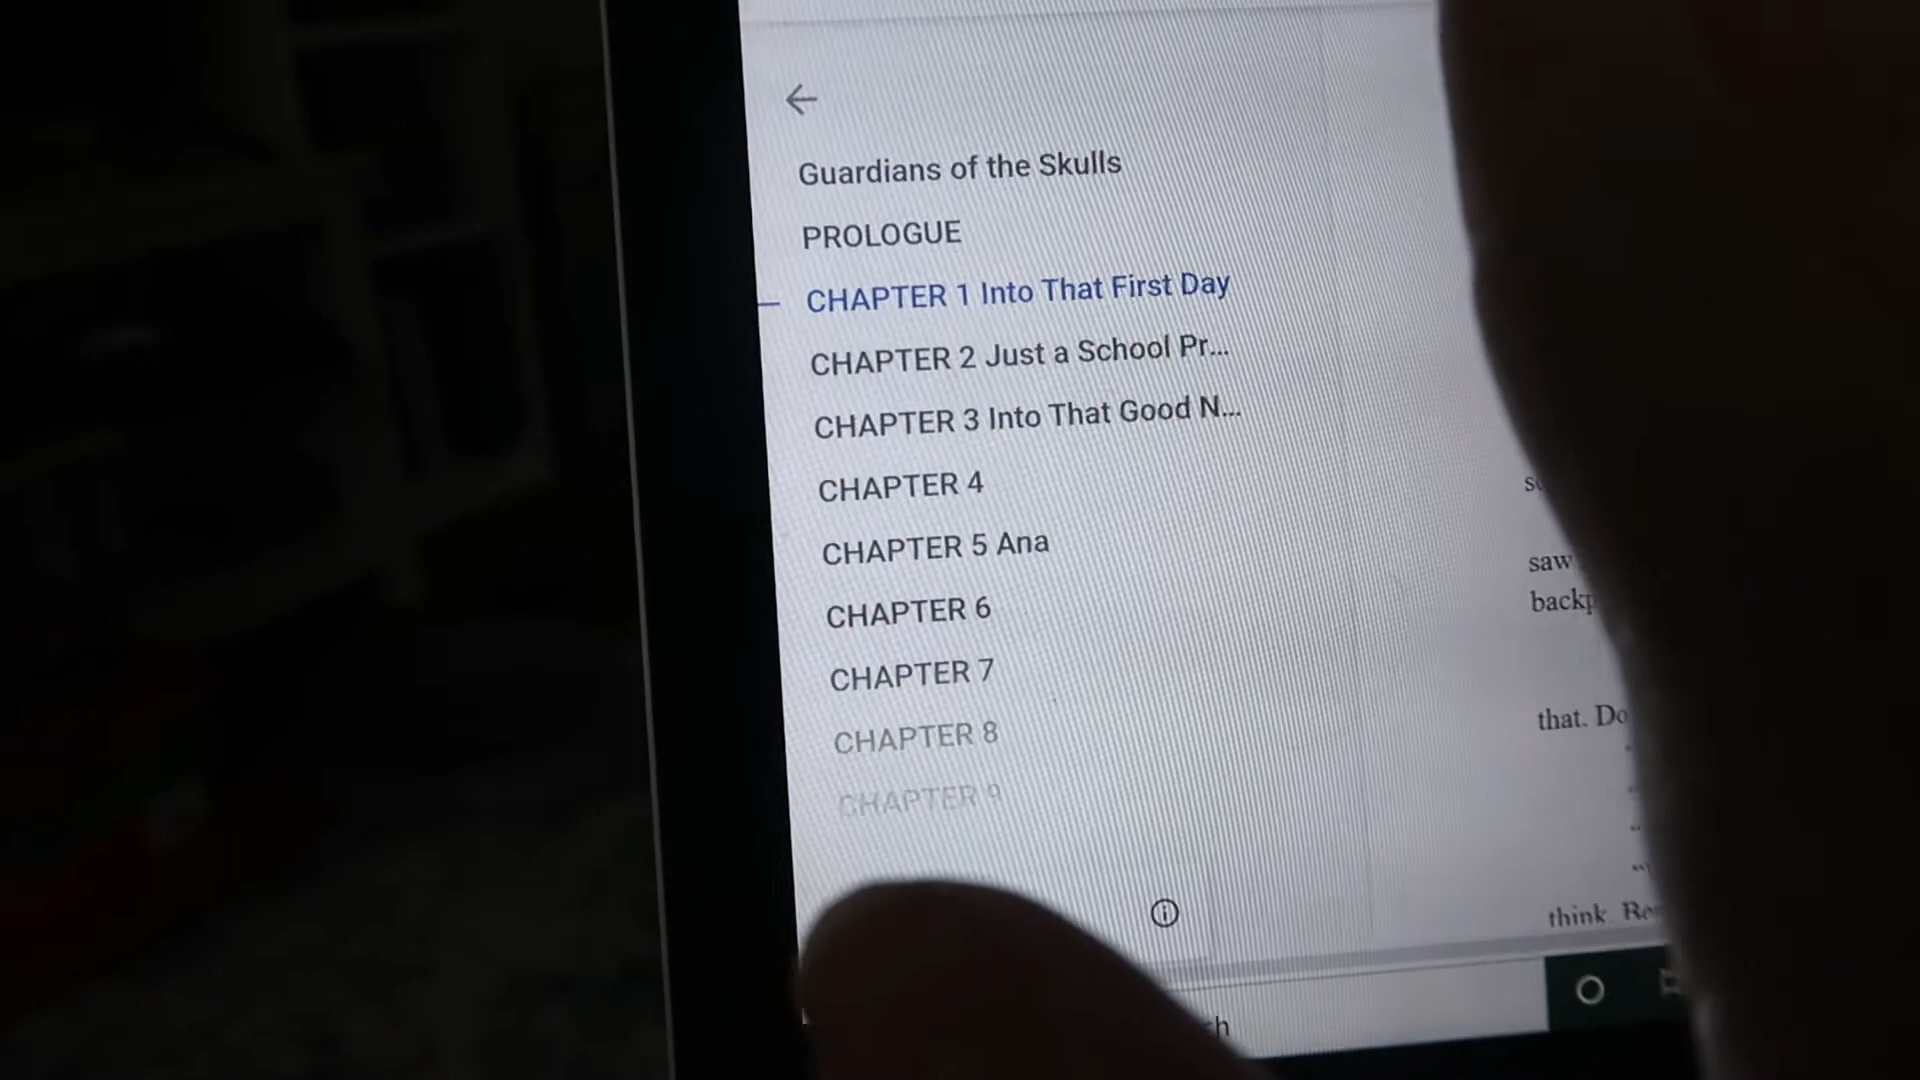 Guardians of the Skulls
PROLOGUE
CHAPTER 1 Into That First Day
CHAPTER 2 Just a School Pr...
CHAPTER 3 Into That Good N...
CHAPTER 4
CHAPTER 5 Ana
CHAPTER 6
CHAPTER 7
CHAPTER 8
CHAPTER 9
saw
that. Do
think